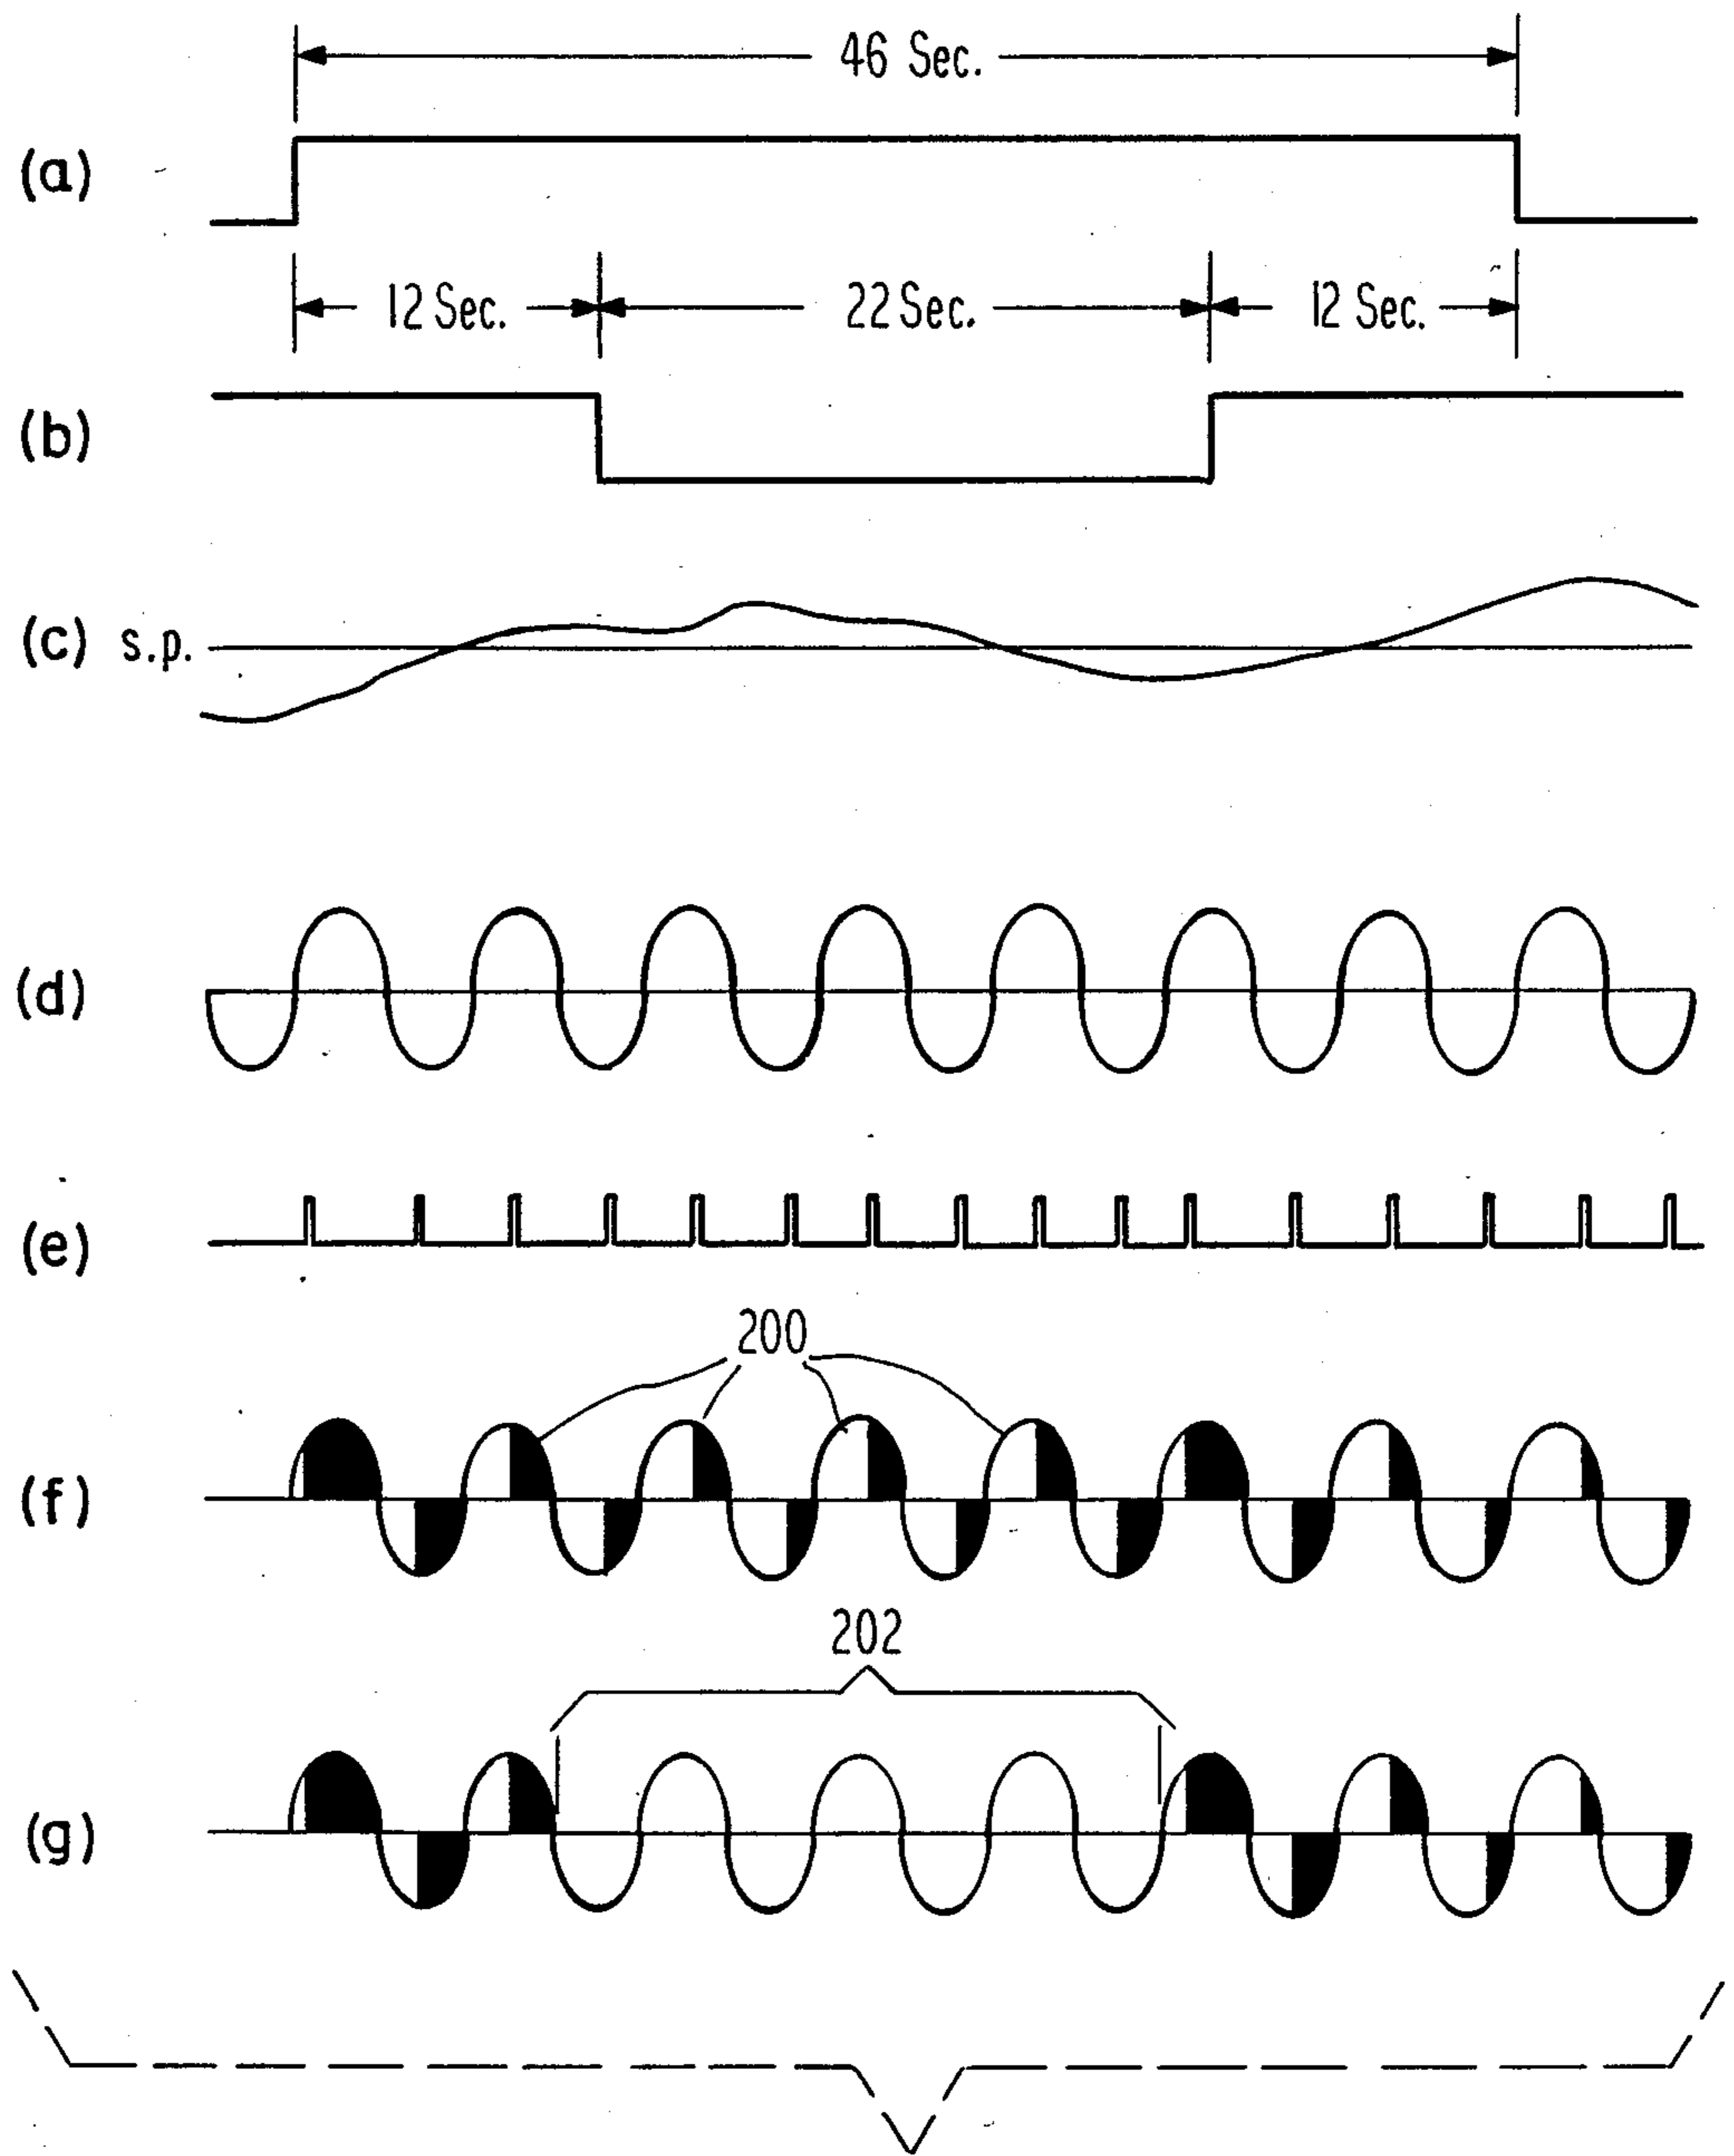 46 Sec.
(a)
12 Sec. 22 Sec. 12 Sec.
(b)
(c) s.p.
(d)
(e)
200
(f)
202
(g)